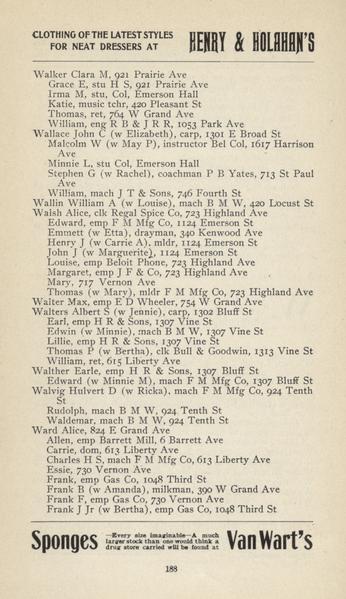 CLOTHING OF THE LATEST STYLES
FOR NEAT DRESSERS AT
HENRY & HOLAHAN'S
Walker Clara M, 921 Prairie Ave
Grace E, stu H S, 921 Prairie Ave
Irma M, stu, Col, Emerson Hall
Katie, music tchr, 420 Pleasant St
Thomas, ret, 764 W Grand Ave
William, eng R B & J R R, 1053 Park Ave
Wallace John C (w Elizabeth), carp, 1301 E Broad St
Malcolm W (w May P), instructor Bel Col, 1617 Harrison
Ave
Minnie L, stu Col, Emerson Hall
Stephen G (w Rachel), coachman P B Yates, 713 St Paul
Ave
William, mach J T & Sons, 746 Fourth St
Wallin William A (w Louise), mach B M W, 420 Locust St
Walsh Alice, clk Regal Spice Co, 723 Highland Ave
Edward, emp F M Mfg Co, 1124 Emerson St
Emmett (w Etta), drayman, 340 Kenwood Ave
Henry J (w Carrie A), mldr, 1124 Emerson St
John J (w Marguerite), 1124 Emerson St
Louise, emp Beloit Phone, 723 Highland Ave
Margaret, emp J F & Co, 723 Highland Ave
Mary, 717 Vernon Ave
Thomas (w Mary), mldr F M Mfg Co, 723 Highland Ave
Walter Max, emp E D Wheeler, 754 W Grand Ave
Walters Albert S (w Jennie), carp, 1302 Bluff St
Earl, emp H R & Sons, 1307 Vine St
Edwin (w Minnie), mach B M W, 1307 Vine St
Lillie, emp H R & Sons, 1307 Vine St
Thomas P (w Bertha), clk Bull & Goodwin, 1313 Vine St
William, ret, 615 Liberty Ave
Walther Earle, emp H R & Sons, 1307 Bluff St
Edward (w Minnie M), mach F M Mfg Co, 1307 Bluff St
Walvig Hulvert D (w Ricka), mach F M Mfg Co, 924 Tenth
St
Rudolph, mach B M W, 924 Tenth St
Waldemar, mach B M W, 924 Tenth St
Ward Alice, 824 E Grand Ave
Allen, emp Barrett Mill, 6 Barrett Ave
Carrie, dom, 613 Liberty Ave
Charles H S, mach F M Mfg Co, 613 Liberty Ave
Essie, 730 Vernon Ave
Frank, emp Gas Co, 1048 Third St
Frank B (w Amanda), milkman, 390 W Grand Ave
Frank F, emp Gas Co, 730 Vernon Ave
Frank J Jr (w Bertha), emp Gas Co, 1048 Third St
Sponges
—Every size imaginable—A much
larger stock than one would think a
drug store carried will be found at
Van Wart's
188